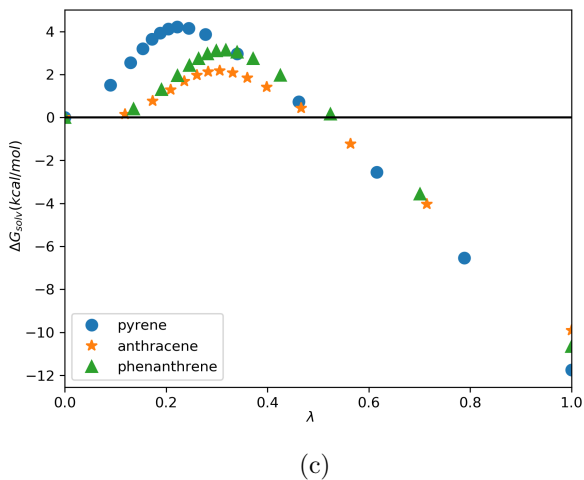 4
2
0
−2
−4
−6
−8
−10
−12
ΔG_solv(kcal/mol)
pyrene
anthracene
phenanthrene
0.0 0.2 0.4 0.6 0.8 1.0
λ
(c)